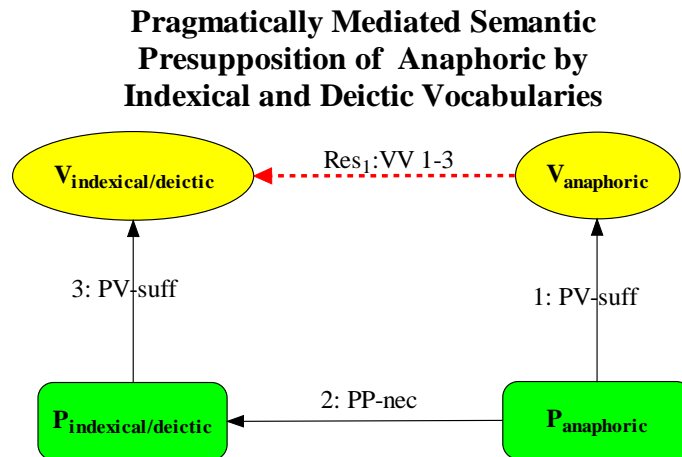 Pragmatically Mediated Semantic
Presupposition of Anaphoric by
Indexical and Deictic Vocabularies
Res1:VV 1-3
Vindexical/deictic
Vanaphoric
3: PV-suff
1: PV-suff
2: PP-nec
Pindexical/deictic
Panaphoric